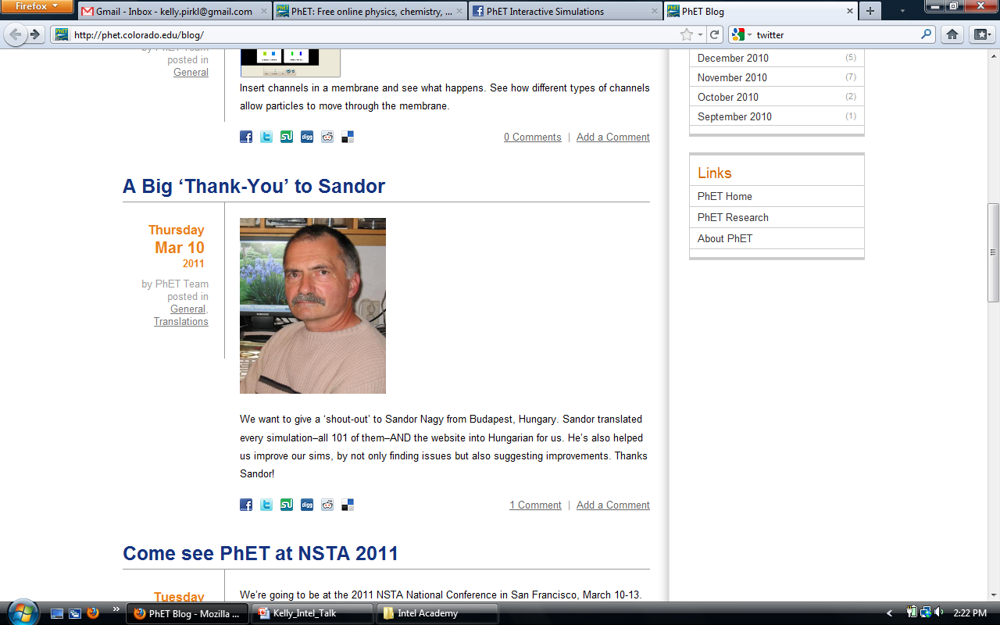 Firefox
Gmail - Inbox - kelly.pirkl@gmail.com
PhET: Free online physics, chemistry, ...
PhET Interactive Simulations
PhET Blog
http://phet.colorado.edu/blog/
twitter
by PhET Team
posted in
General
Insert channels in a membrane and see what happens. See how different types of channels
allow particles to move through the membrane.
0 Comments | Add a Comment
A Big ‘Thank-You’ to Sandor
Thursday
Mar 10
2011
by PhET Team
posted in
General,
Translations
We want to give a ‘shout-out’ to Sandor Nagy from Budapest, Hungary. Sandor translated
every simulation–all 101 of them–AND the website into Hungarian for us. He’s also helped
us improve our sims, by not only finding issues but also suggesting improvements. Thanks
Sandor!
1 Comment | Add a Comment
Come see PhET at NSTA 2011
Tuesday
We’re going to be at the 2011 NSTA National Conference in San Francisco, March 10-13.
December 2010 (5)
November 2010 (7)
October 2010 (2)
September 2010 (1)
Links
PhET Home
PhET Research
About PhET
PhET Blog - Mozilla ...
Kelly_Intel_Talk
Intel Academy
2:22 PM